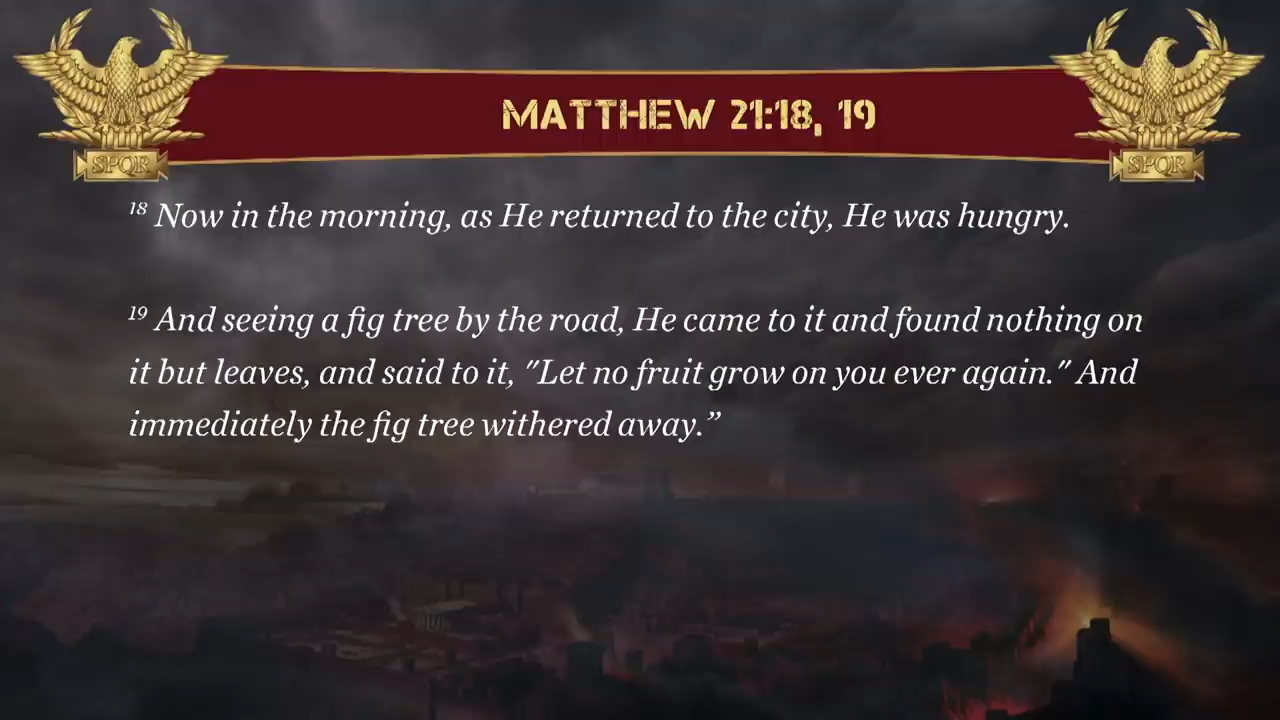 MATTHEW 21:18, 19
SPQR
SPQR
18 Now in the morning, as He returned to the city, He was hungry.
19 And seeing a fig tree by the road, He came to it and found nothing on
it but leaves, and said to it, "Let no fruit grow on you ever again." And
immediately the fig tree withered away.”